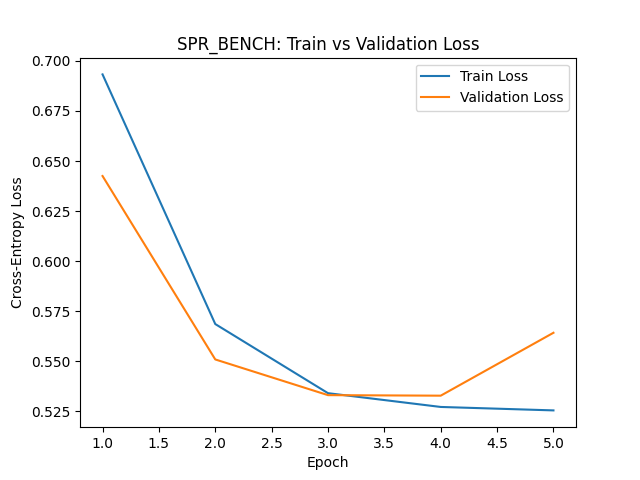 SPR_BENCH: Train vs Validation Loss
Train Loss
Validation Loss
Cross-Entropy Loss
0.700
0.675
0.650
0.625
0.600
0.575
0.550
0.525
1.0 1.5 2.0 2.5 3.0 3.5 4.0 4.5 5.0
Epoch